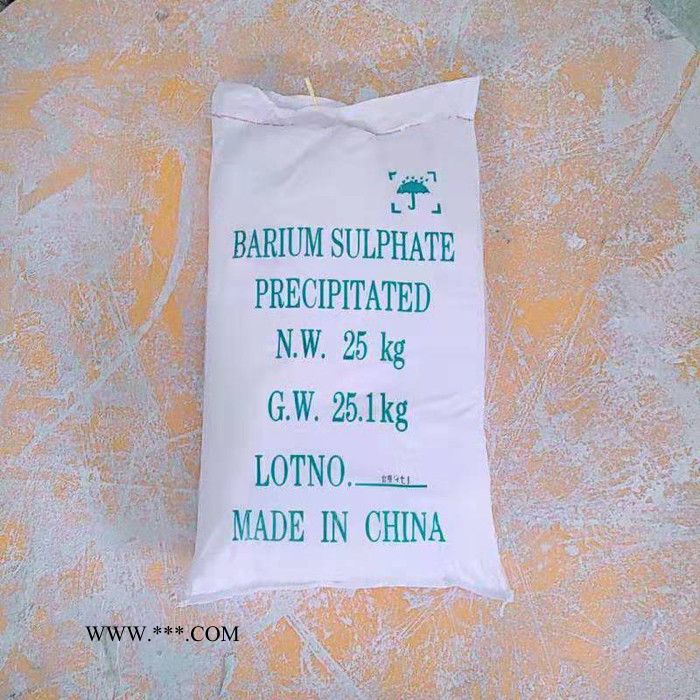 BARIUM SULPHATE
PRECIPITATED
N.W. 25 kg
G.W. 25.1kg
LOTNO.
MADE IN CHINA
WWW.***.COM